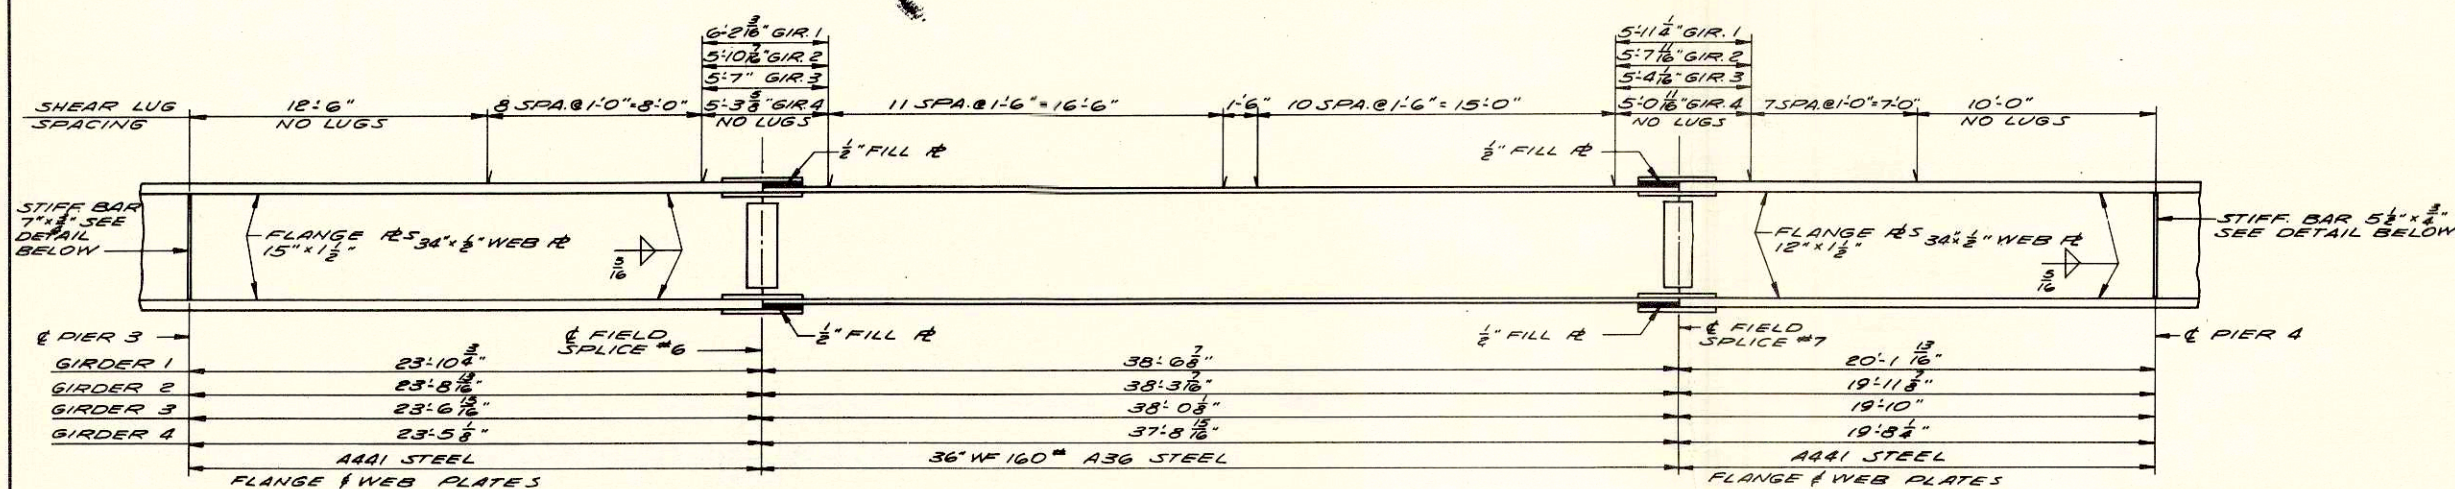 6'-2 3/16" GIR. 1
5'-10 7/16" GIR. 2
5'-7" GIR. 3
5'-3 5/8" GIR. 4
NO LUGS
5'-11 1/4" GIR. 1
5'-7 11/16" GIR. 2
5'-4 1/16" GIR. 3
5'-0 11/16" GIR. 4
NO LUGS
SHEAR LUG
SPACING
12'-6"
NO LUGS
8 SPA. @ 1'-0" = 8'-0"
11 SPA. @ 1'-6" = 16'-6"
1'-6"
10 SPA. @ 1'-6" = 15'-0"
7 SPA. @ 1'-0" = 7'-0"
10'-0"
NO LUGS
1/2" FILL ℞
1/2" FILL ℞
STIFF. BAR
7" x 3/4" SEE
DETAIL
BELOW
FLANGE ℞S
15" x 1 1/2"
34" x 1/2" WEB ℞
5/16
FLANGE ℞S
12" x 1 1/2"
34" x 1/2" WEB ℞
5/16
STIFF. BAR 5 1/2" x 3/4"
SEE DETAIL BELOW
℄ PIER 3
℄ FIELD
SPLICE #6
1/2" FILL ℞
1/2" FILL ℞
℄ FIELD
SPLICE #7
℄ PIER 4
GIRDER 1 23'-10 3/4" 38'-6 7/8" 20'-1 13/16"
GIRDER 2 23'-8 13/16" 38'-3 7/16" 19'-11 7/8"
GIRDER 3 23'-6 15/16" 38'-0 1/8" 19'-10"
GIRDER 4 23'-5 1/8" 37'-8 15/16" 19'-8 1/4"
A441 STEEL 36" WF 160# A36 STEEL A441 STEEL
FLANGE & WEB PLATES FLANGE & WEB PLATES